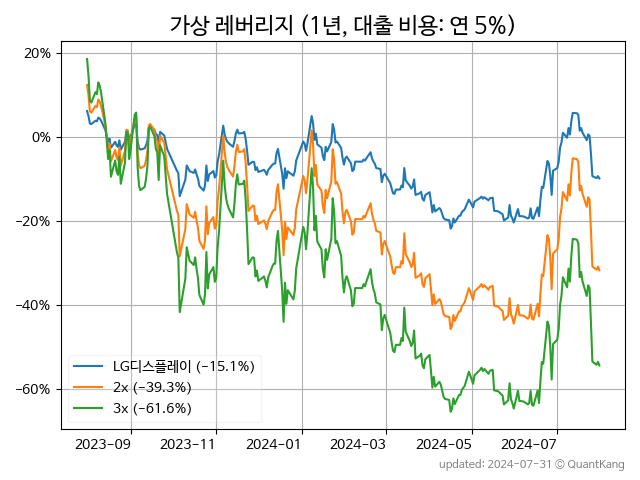 가상 레버리지 (1년, 대출 비용: 연 5%)
20%
0%
−20%
−40%
−60%
LG디스플레이 (−15.1%)
2x (−39.3%)
3x (−61.6%)
2023-09 2023-11 2024-01 2024-03 2024-05 2024-07
updated: 2024-07-31 © QuantKang